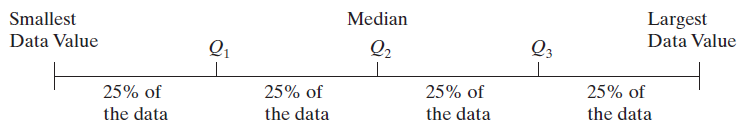 Smallest
Data Value
Median
Largest
Data Value
Q1
Q2
Q3
25% of
the data
25% of
the data
25% of
the data
25% of
the data